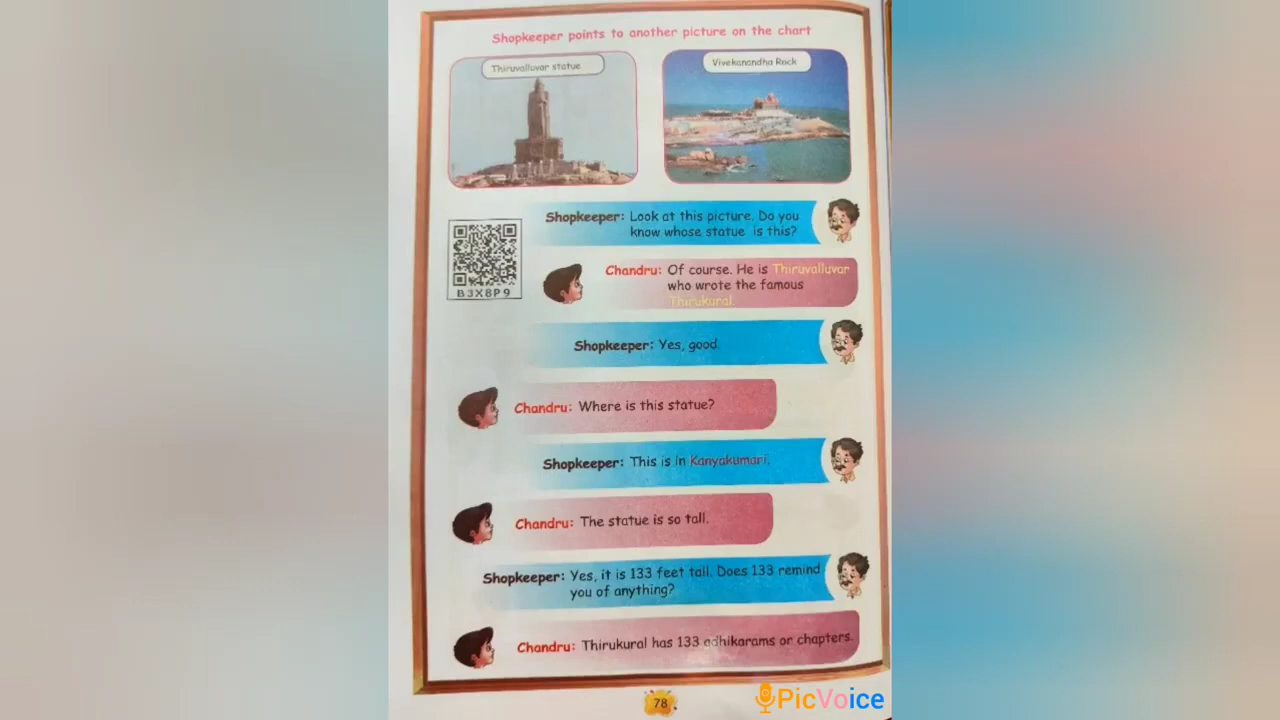 Shopkeeper points to another picture on the chart
Thiruvalluvar statue
Vivekanandha Rock
Shopkeeper: Look at this picture. Do you
know whose statue is this?
B3X8P9
Chandru: Of course. He is Thiruvalluvar
who wrote the famous
Thirukural.
Shopkeeper: Yes, good.
Chandru: Where is this statue?
Shopkeeper: This is in Kanyakumari.
Chandru: The statue is so tall.
Shopkeeper: Yes, it is 133 feet tall. Does 133 remind
you of anything?
Chandru: Thirukural has 133 adhikarams or chapters.
78
PicVoice